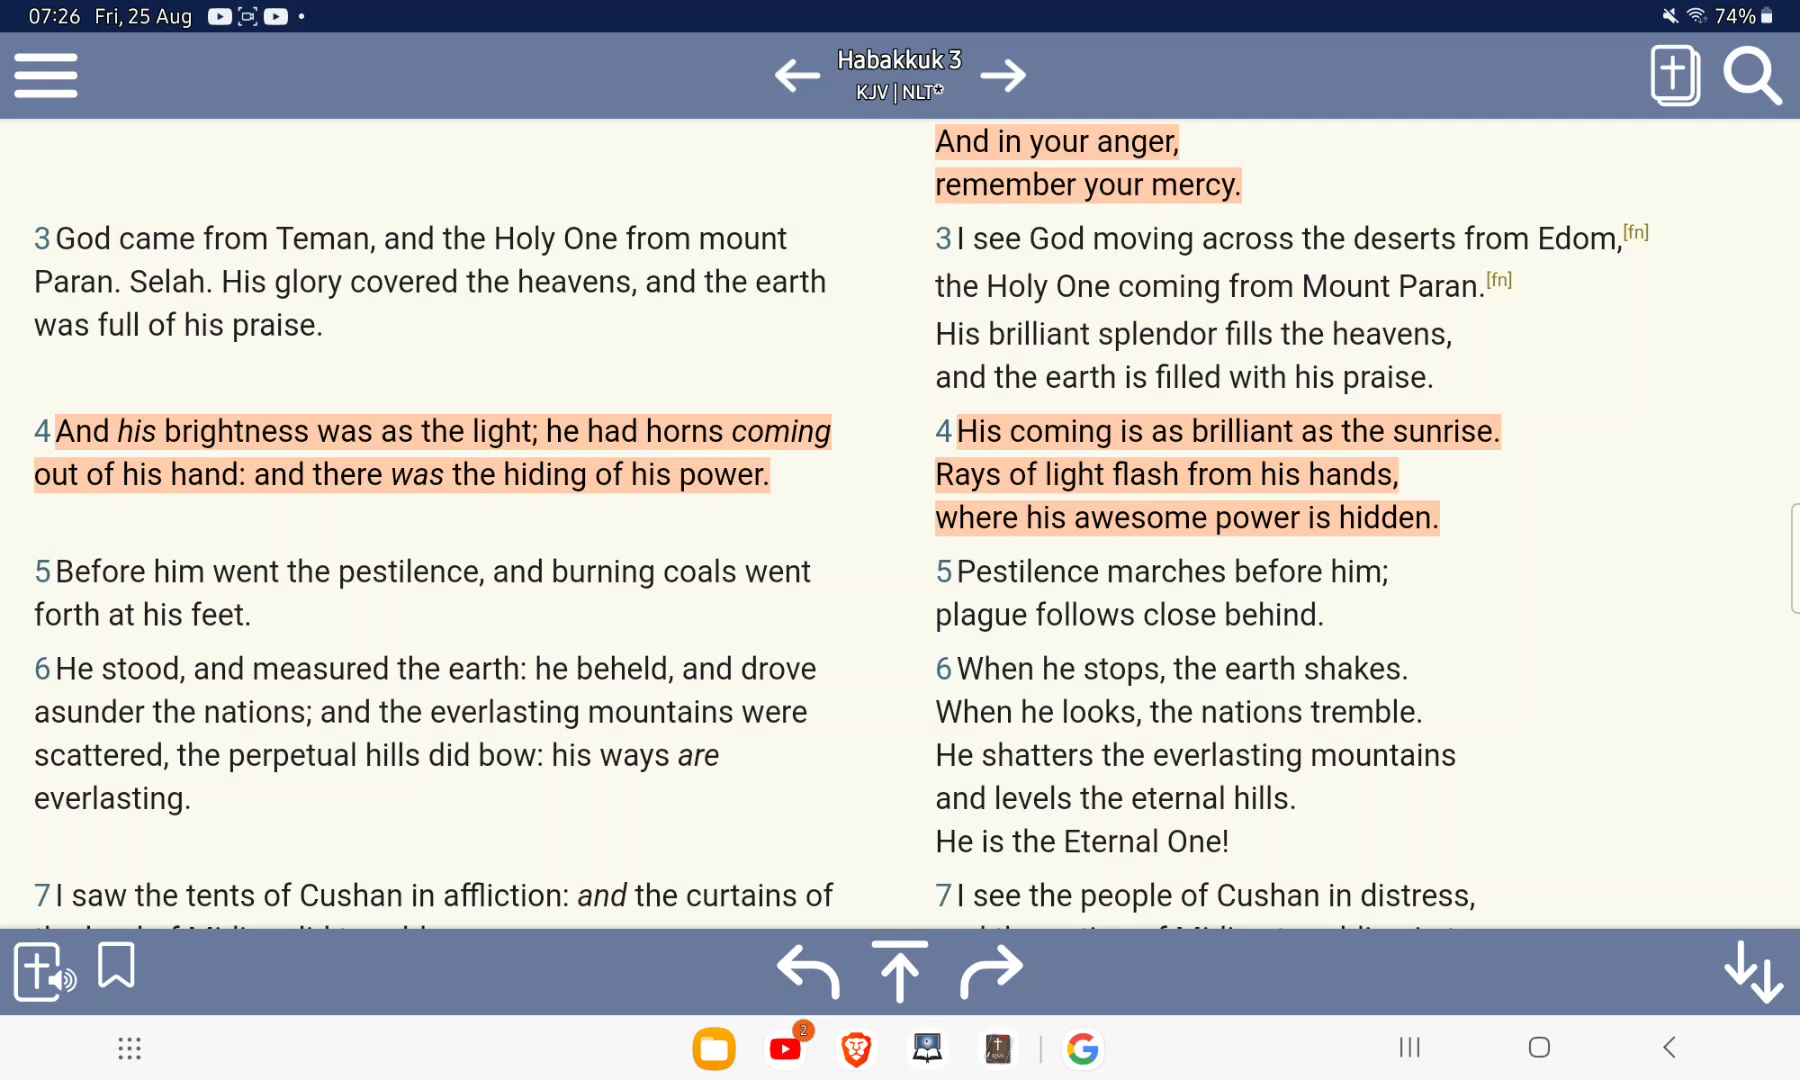 07:26 Fri, 25 Aug
74%
Habakkuk 3
KJV | NLT*
And in your anger,
remember your mercy.
3 God came from Teman, and the Holy One from mount
Paran. Selah. His glory covered the heavens, and the earth
was full of his praise.
3 I see God moving across the deserts from Edom,[fn]
the Holy One coming from Mount Paran.[fn]
His brilliant splendor fills the heavens,
and the earth is filled with his praise.
4 And his brightness was as the light; he had horns coming
out of his hand: and there was the hiding of his power.
4 His coming is as brilliant as the sunrise.
Rays of light flash from his hands,
where his awesome power is hidden.
5 Before him went the pestilence, and burning coals went
forth at his feet.
5 Pestilence marches before him;
plague follows close behind.
6 He stood, and measured the earth: he beheld, and drove
asunder the nations; and the everlasting mountains were
scattered, the perpetual hills did bow: his ways are
everlasting.
6 When he stops, the earth shakes.
When he looks, the nations tremble.
He shatters the everlasting mountains
and levels the eternal hills.
He is the Eternal One!
7 I saw the tents of Cushan in affliction: and the curtains of
7 I see the people of Cushan in distress,
2